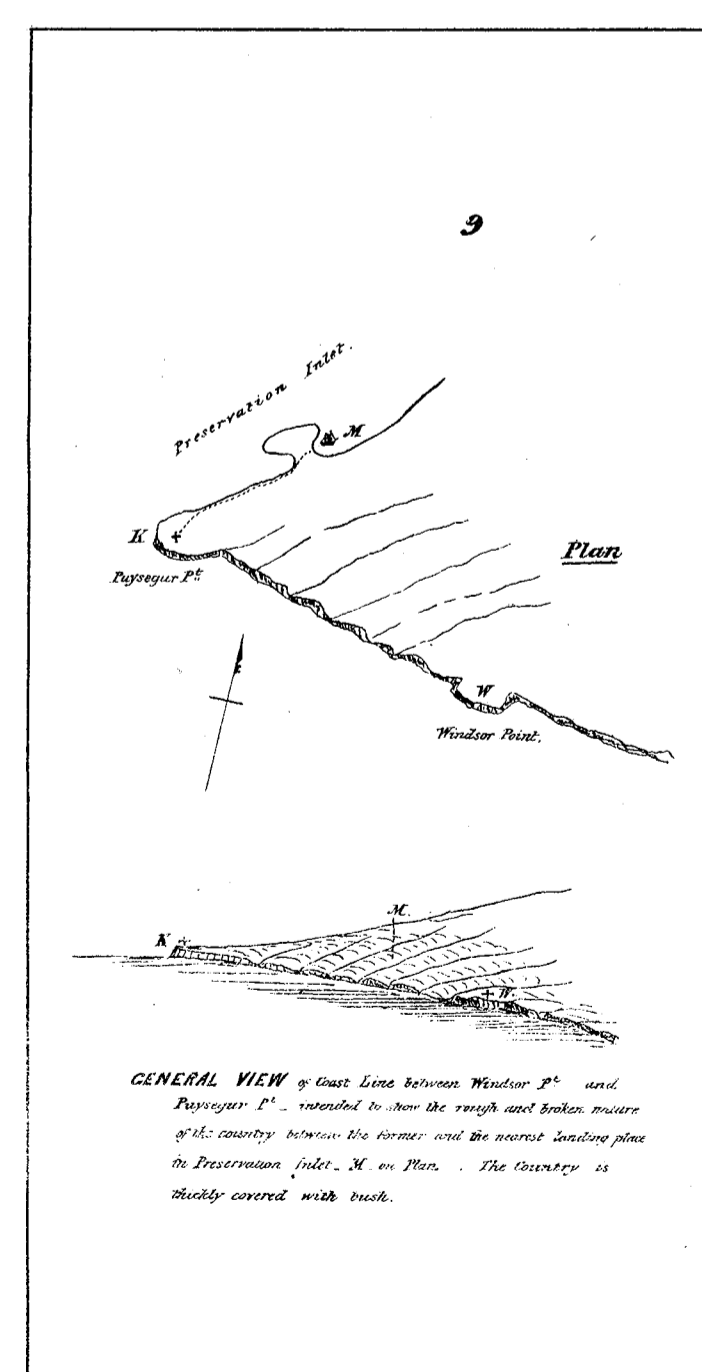 9
Preservation Inlet.
M
K
Puysegur Pt.
Plan
W
Windsor Point.
M.
K
W.
GENERAL VIEW of Coast Line between Windsor Pt and
Puysegur Pt - intended to show the rough and broken nature
of the country between the former and the nearest landing place
in Preservation Inlet - M on Plan . The Country is
thickly covered with bush.